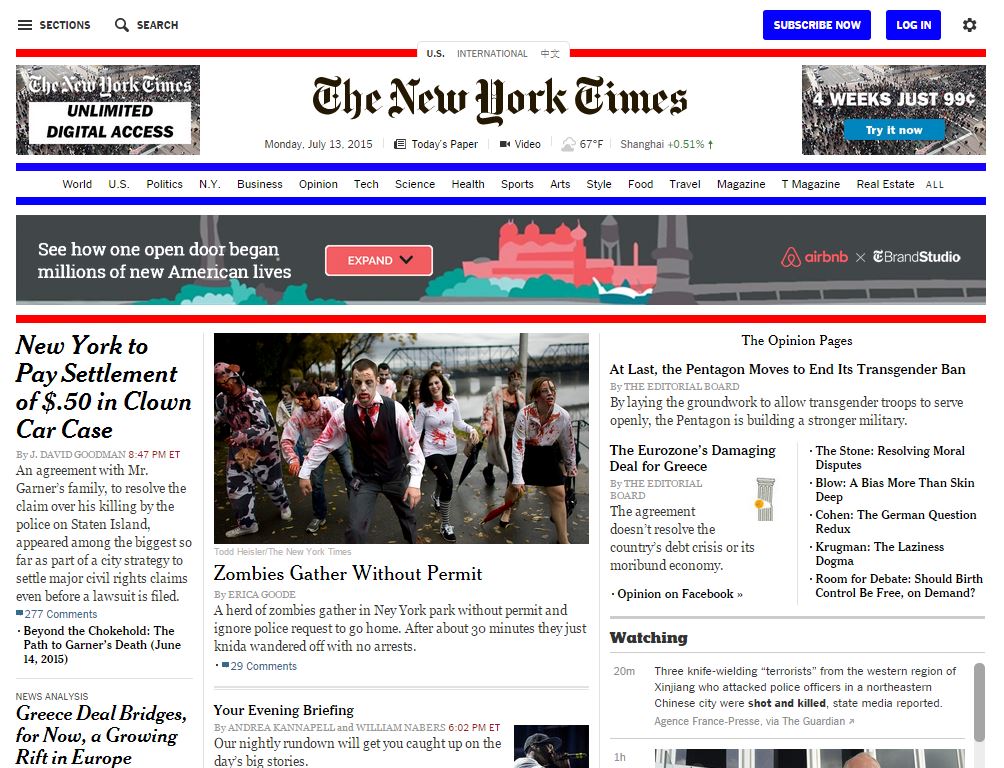 SECTIONS
SEARCH
SUBSCRIBE NOW
LOG IN
U.S. INTERNATIONAL 中文
The New York Times
UNLIMITED
DIGITAL ACCESS
The New York Times
4 WEEKS JUST 99¢
Try it now
Monday, July 13, 2015
Today's Paper
Video
67°F
Shanghai +0.51% ↑
World U.S. Politics N.Y. Business Opinion Tech Science Health Sports Arts Style Food Travel Magazine T Magazine Real Estate ALL
See how one open door began
millions of new American lives
EXPAND
airbnb × TBrandStudio
New York to
Pay Settlement
of $.50 in Clown
Car Case
By J. DAVID GOODMAN 8:47 PM ET
An agreement with Mr.
Garner's family, to resolve the
claim over his killing by the
police on Staten Island,
appeared among the biggest so
far as part of a city strategy to
settle major civil rights claims
even before a lawsuit is filed.
277 Comments
· Beyond the Chokehold: The
Path to Garner's Death (June
14, 2015)
NEWS ANALYSIS
Greece Deal Bridges,
for Now, a Growing
Rift in Europe
Todd Heisler/The New York Times
Zombies Gather Without Permit
By ERICA GOODE
A herd of zombies gather in Ney York park without permit and
ignore police request to go home. After about 30 minutes they just
knida wandered off with no arrests.
· 29 Comments
Your Evening Briefing
By ANDREA KANNAPELL and WILLIAM NABERS 6:02 PM ET
Our nightly rundown will get you caught up on the
day's big stories.
The Opinion Pages
At Last, the Pentagon Moves to End Its Transgender Ban
By THE EDITORIAL BOARD
By laying the groundwork to allow transgender troops to serve
openly, the Pentagon is building a stronger military.
The Eurozone's Damaging
Deal for Greece
By THE EDITORIAL
BOARD
The agreement
doesn't resolve the
country's debt crisis or its
moribund economy.
· Opinion on Facebook »
· The Stone: Resolving Moral
Disputes
· Blow: A Bias More Than Skin
Deep
· Cohen: The German Question
Redux
· Krugman: The Laziness
Dogma
· Room for Debate: Should Birth
Control Be Free, on Demand?
Watching
20m
Three knife-wielding "terrorists" from the western region of
Xinjiang who attacked police officers in a northeastern
Chinese city were shot and killed, state media reported.
Agence France-Presse, via The Guardian ↗
1h